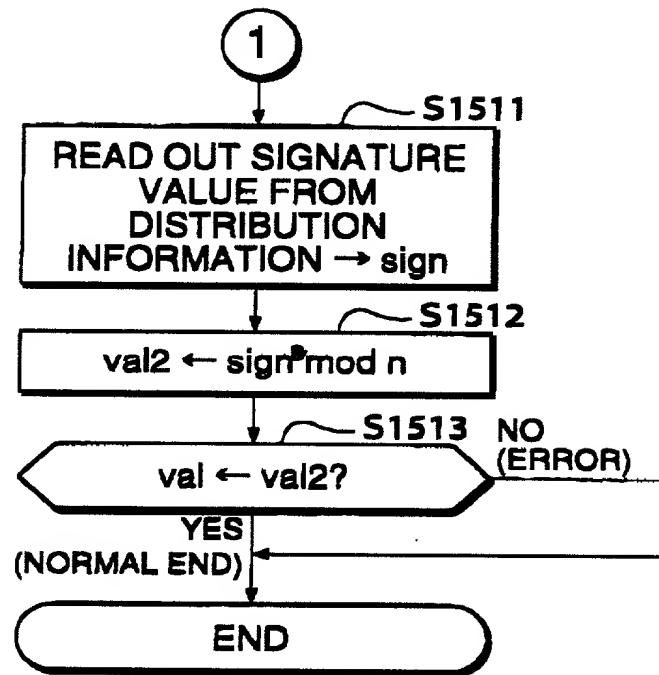 1
S1511
READ OUT SIGNATURE
VALUE FROM
DISTRIBUTION
INFORMATION → sign
S1512
val2 ← sign mod n
S1513
val ← val2?
NO
(ERROR)
YES
(NORMAL END)
END